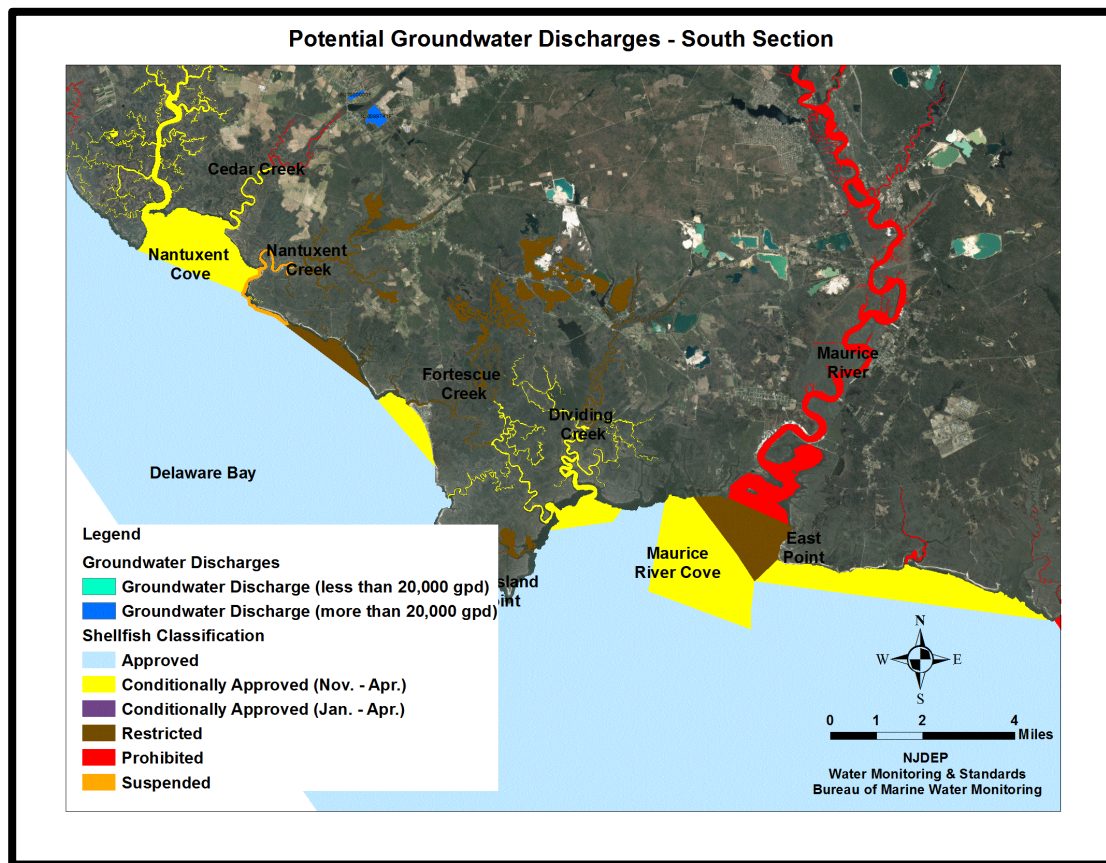 Potential Groundwater Discharges - South Section
Cedar Creek
Nantuxent
Cove
Nantuxent
Creek
Maurice
River
Fortescue
Creek
Dividing
Creek
Delaware Bay
East
Point
Maurice
River Cove
sland
int
Legend
Groundwater Discharges
Groundwater Discharge (less than 20,000 gpd)
Groundwater Discharge (more than 20,000 gpd)
Shellfish Classification
Approved
Conditionally Approved (Nov. - Apr.)
Conditionally Approved (Jan. - Apr.)
Restricted
Prohibited
Suspended
N
W
E
S
0 1 2 4
Miles
NJDEP
Water Monitoring & Standards
Bureau of Marine Water Monitoring